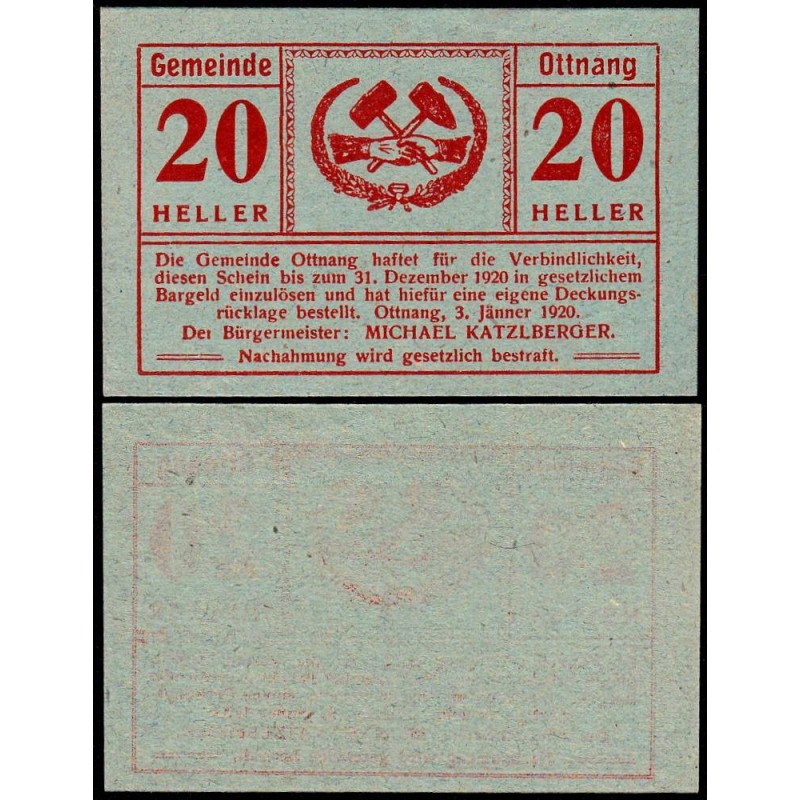 Gemeinde
Ottnang
20
20
HELLER
HELLER
Die Gemeinde Ottnang haftet für die Verbindlichkeit,
diesen Schein bis zum 31. Dezember 1920 in gesetzlichem
Bargeld einzulösen und hat hiefür eine eigene Deckungs-
rücklage bestellt. Ottnang, 3. Jänner 1920.
Der Bürgermeister: MICHAEL KATZLBERGER.
Nachahmung wird gesetzlich bestraft.